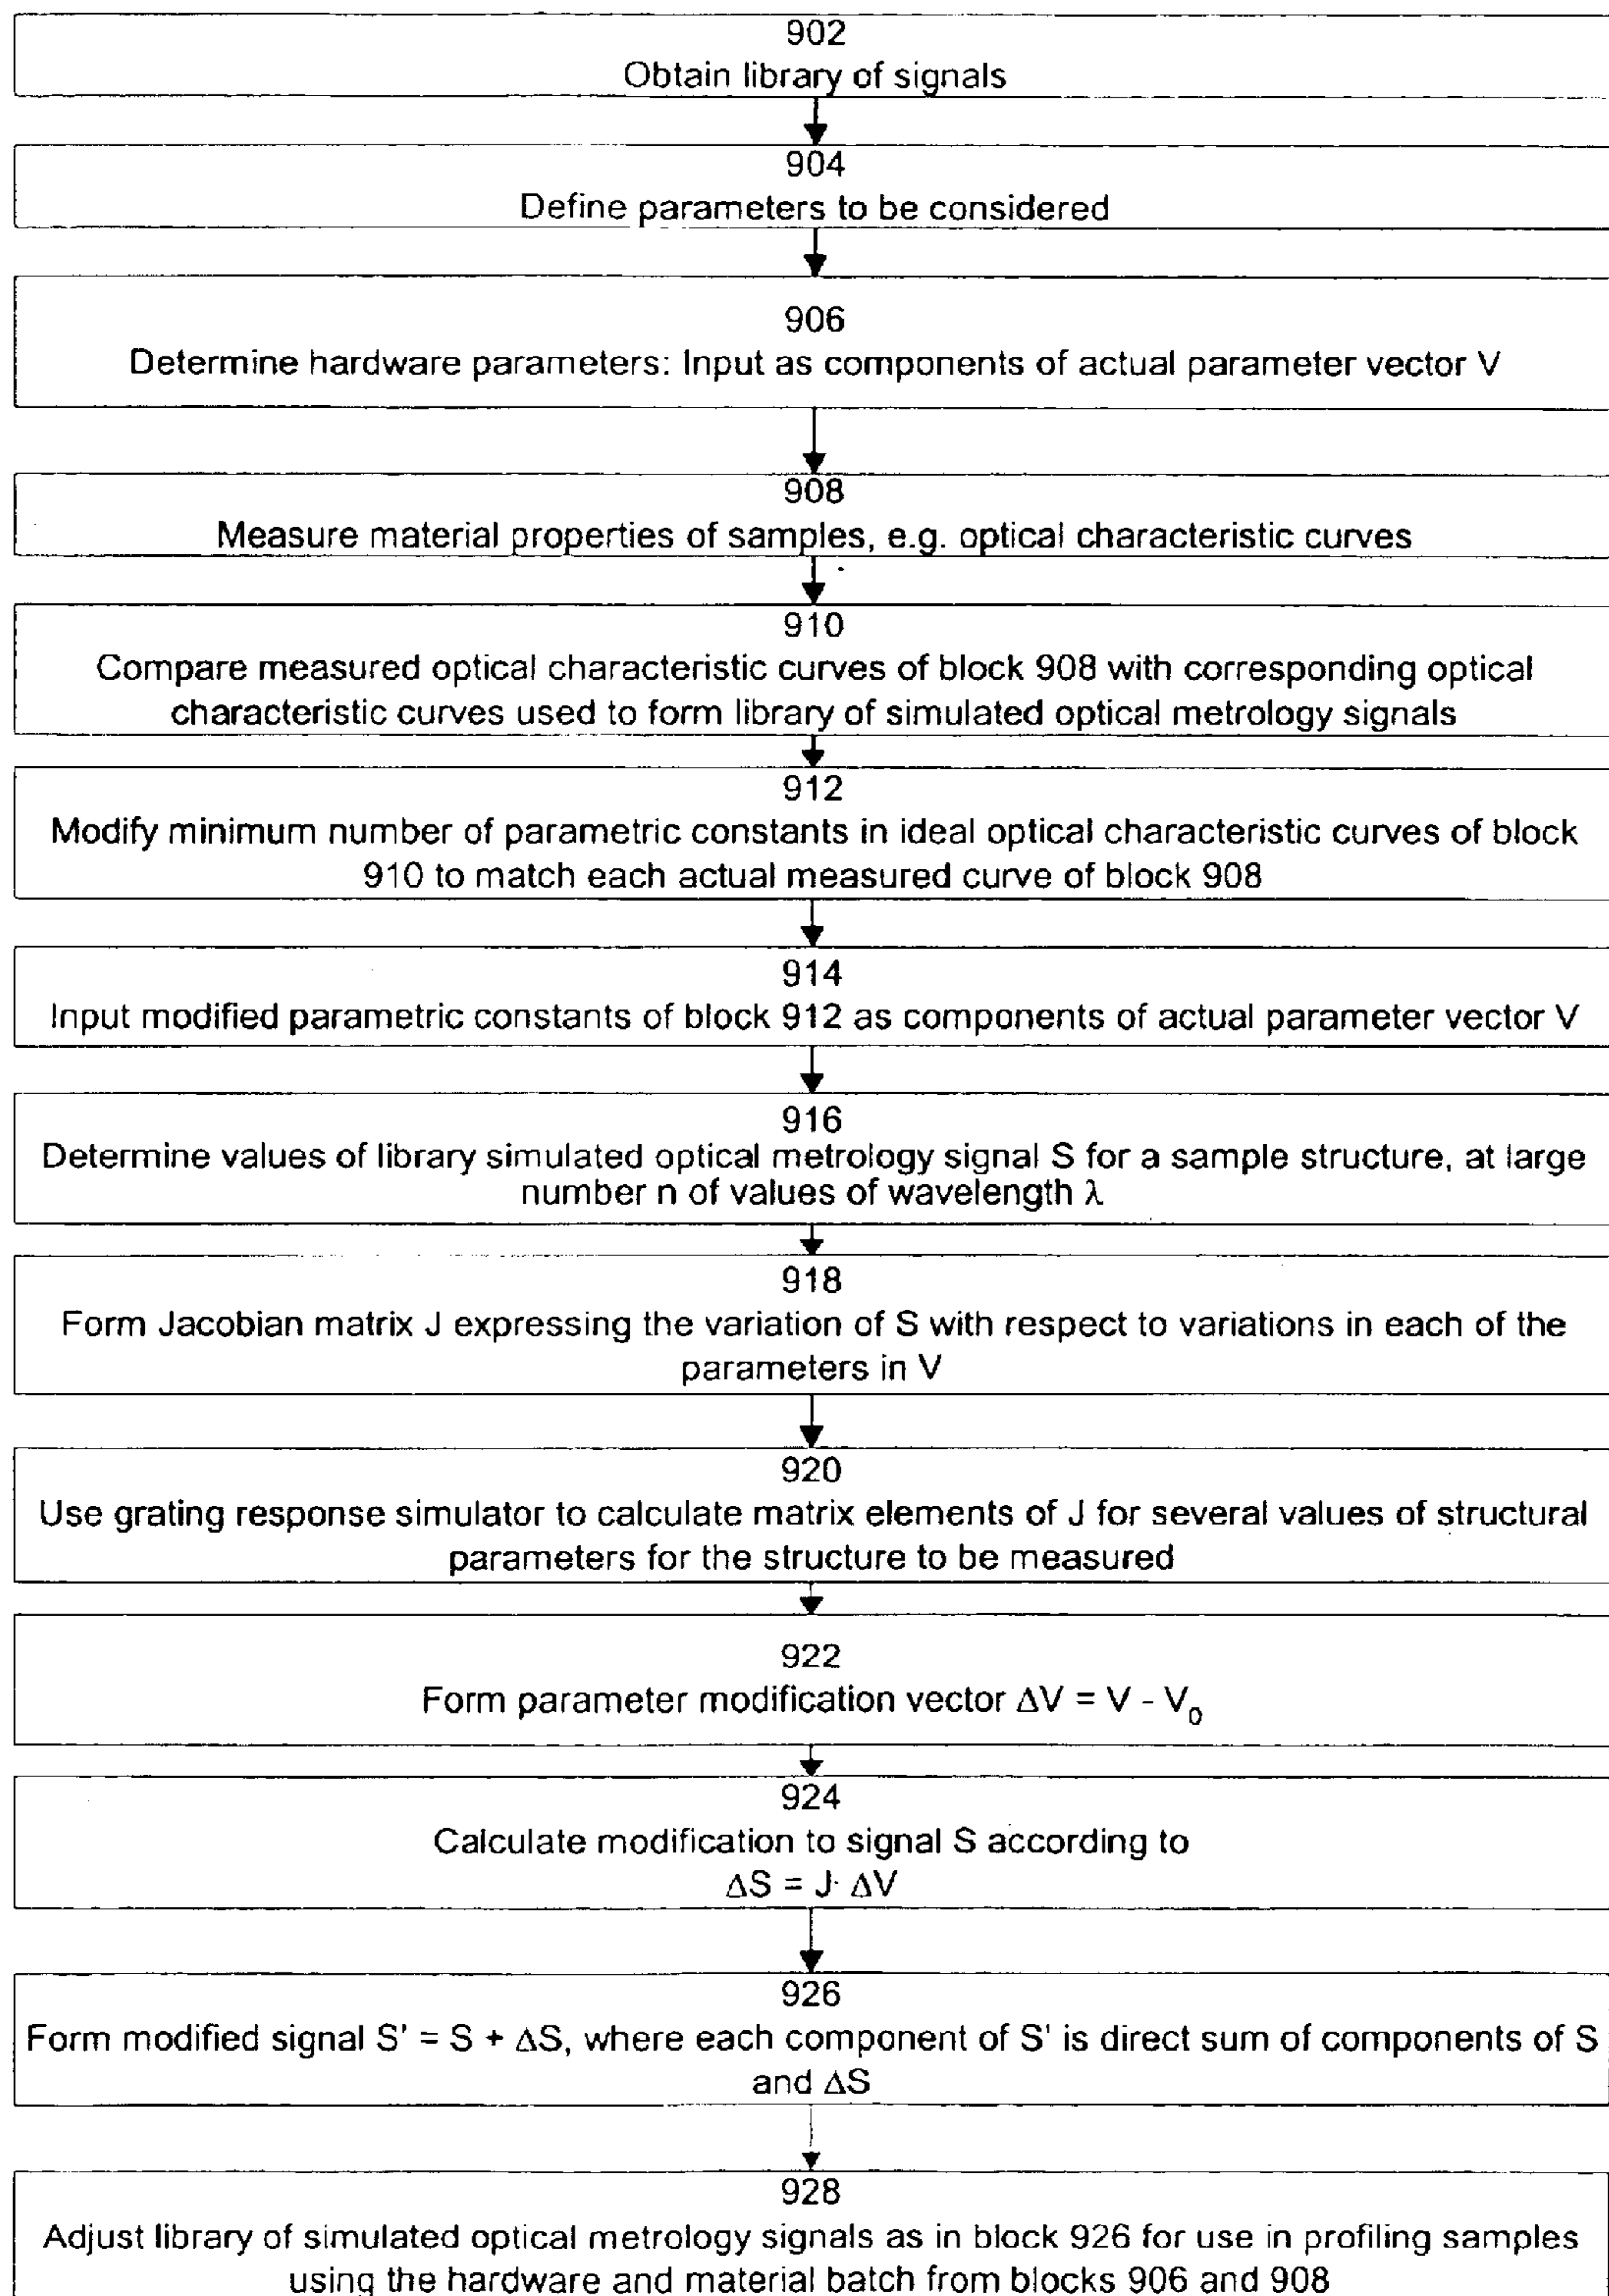 902
Obtain library of signals
904
Define parameters to be considered
906
Determine hardware parameters: Input as components of actual parameter vector V
908
Measure material properties of samples, e.g. optical characteristic curves
910
Compare measured optical characteristic curves of block 908 with corresponding optical
characteristic curves used to form library of simulated optical metrology signals
912
Modify minimum number of parametric constants in ideal optical characteristic curves of block
910 to match each actual measured curve of block 908
914
Input modified parametric constants of block 912 as components of actual parameter vector V
916
Determine values of library simulated optical metrology signal S for a sample structure, at large
number n of values of wavelength λ
918
Form Jacobian matrix J expressing the variation of S with respect to variations in each of the
parameters in V
920
Use grating response simulator to calculate matrix elements of J for several values of structural
parameters for the structure to be measured
922
Form parameter modification vector ΔV = V - V₀
924
Calculate modification to signal S according to
ΔS = J· ΔV
926
Form modified signal S' = S + ΔS, where each component of S' is direct sum of components of S
and ΔS
928
Adjust library of simulated optical metrology signals as in block 926 for use in profiling samples
using the hardware and material batch from blocks 906 and 908